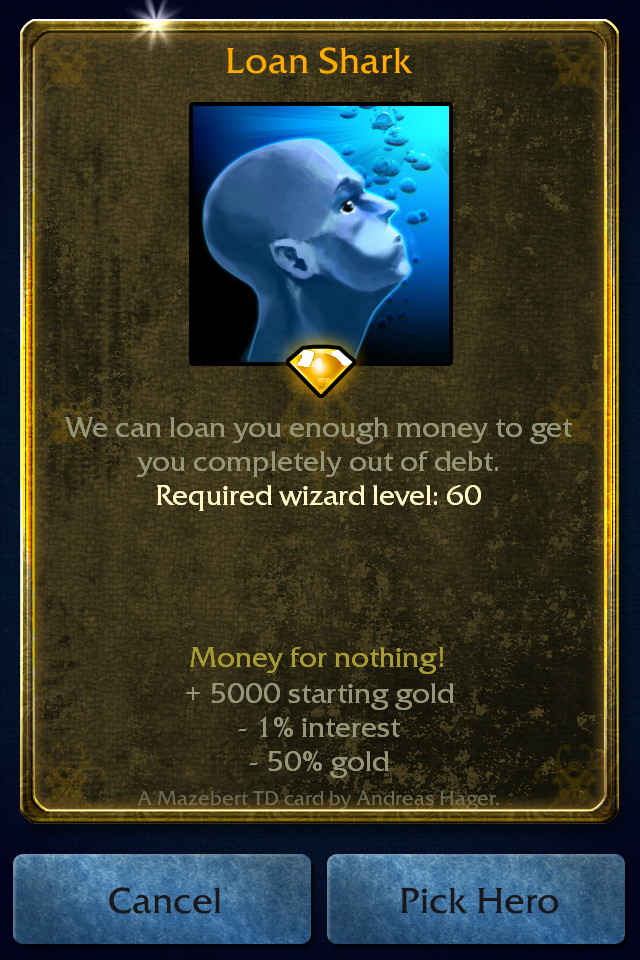 Loan Shark
We can loan you enough money to get
you completely out of debt.
Required wizard level: 60
Money for nothing!
+ 5000 starting gold
- 1% interest
- 50% gold
A Mazebert TD card by Andreas Hager.
Cancel
Pick Hero